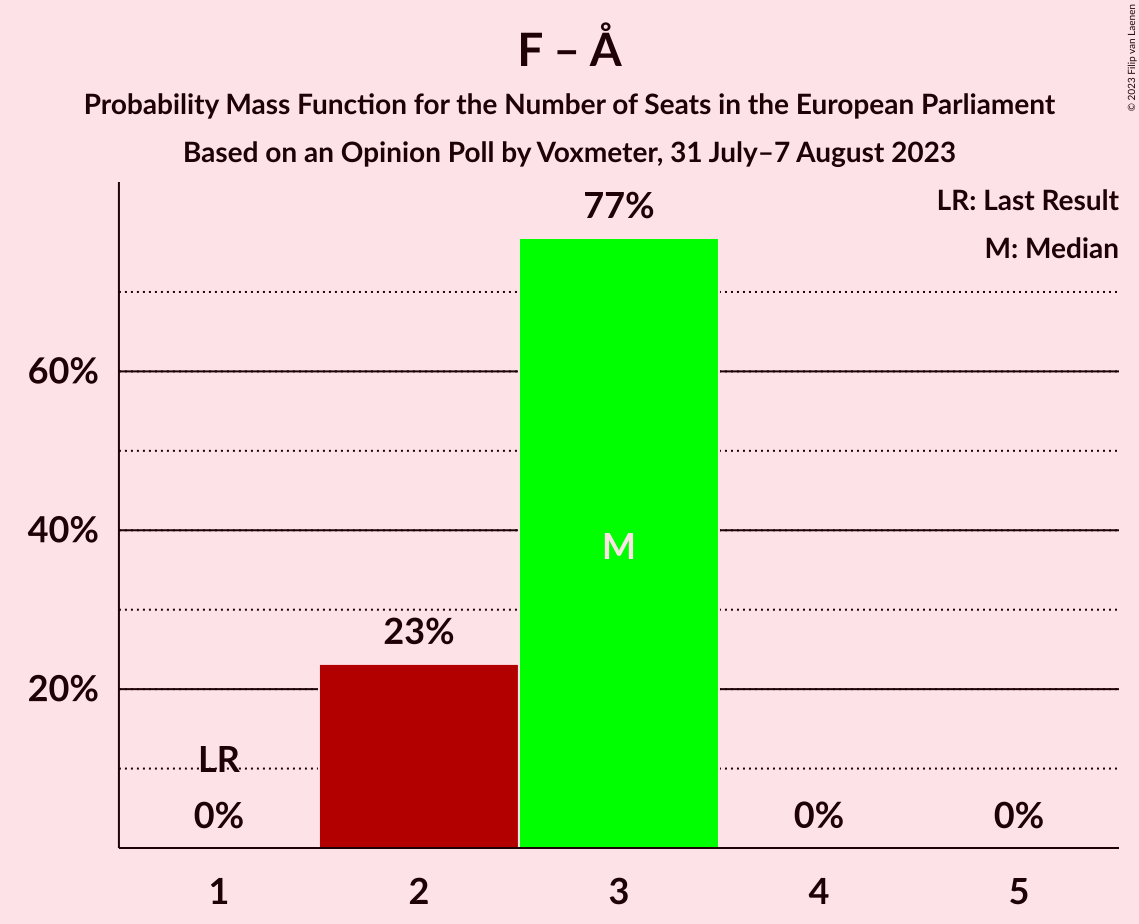 F – Å
Probability Mass Function for the Number of Seats in the European Parliament
Based on an Opinion Poll by Voxmeter, 31 July–7 August 2023
© 2023 Filip van Laenen
LR: Last Result
M: Median
77%
60%
40%
M
23%
20%
LR
0%
0%
0%
1
2
3
4
5